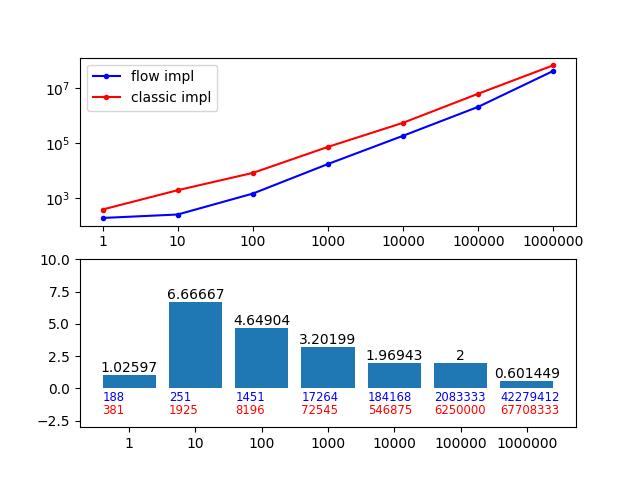 flow impl
classic impl
10^7
10^5
10^3
1 10 100 1000 10000 100000 1000000
10.0
7.5
5.0
2.5
0.0
−2.5
1.02597 6.66667 4.64904 3.20199 1.96943 2 0.601449
188 251 1451 17264 184168 2083333 42279412
381 1925 8196 72545 546875 6250000 67708333
1 10 100 1000 10000 100000 1000000